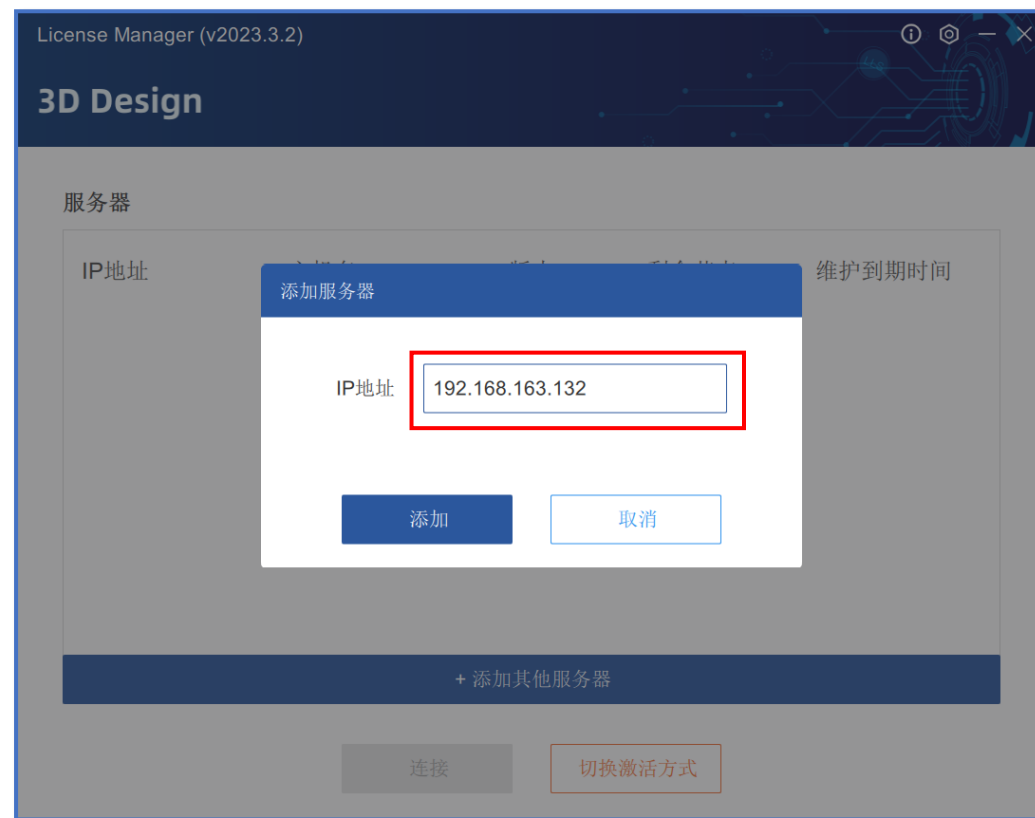 License Manager (v2023.3.2)
3D Design
服务器
IP地址 维护到期时间
添加服务器
IP地址 192.168.163.132
添加 取消
+ 添加其他服务器
连接 切换激活方式